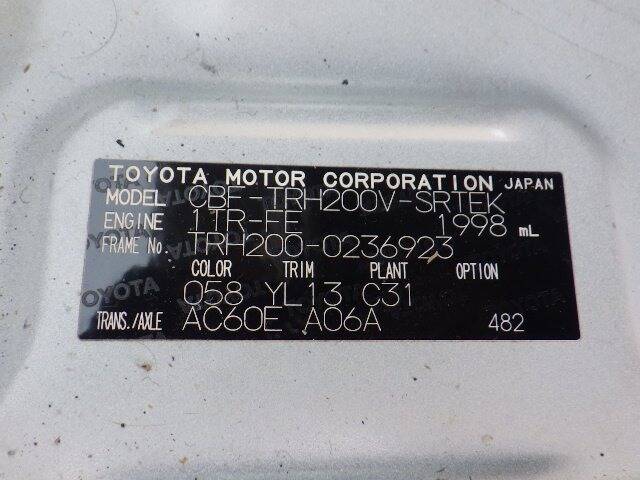 TOYOTA MOTOR CORPORATION JAPAN
MODEL CBF-TRH200V-SRTEK
ENGINE 1TR-FE 1998 mL
FRAME No. TRH200-0236923
COLOR TRIM PLANT OPTION
058 YL13 C31
TRANS./AXLE AC60E A06A 482